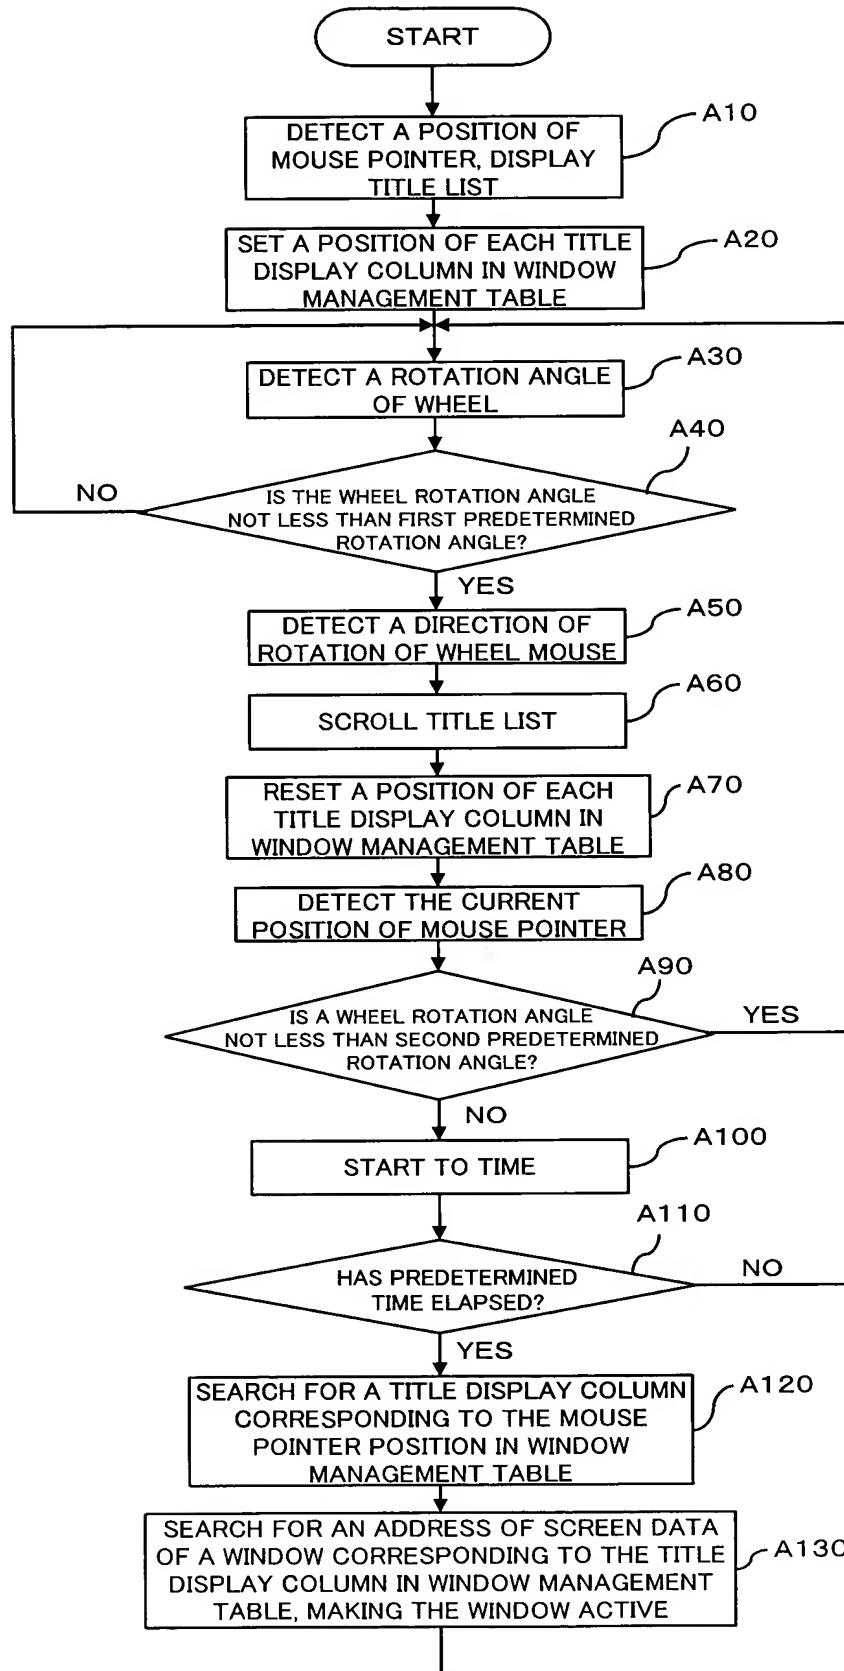 START
A10
DETECT A POSITION OF
MOUSE POINTER, DISPLAY
TITLE LIST
A20
SET A POSITION OF EACH TITLE
DISPLAY COLUMN IN WINDOW
MANAGEMENT TABLE
A30
DETECT A ROTATION ANGLE
OF WHEEL
A40
NO
IS THE WHEEL ROTATION ANGLE
NOT LESS THAN FIRST PREDETERMINED
ROTATION ANGLE?
YES
A50
DETECT A DIRECTION OF
ROTATION OF WHEEL MOUSE
A60
SCROLL TITLE LIST
A70
RESET A POSITION OF EACH
TITLE DISPLAY COLUMN IN
WINDOW MANAGEMENT TABLE
A80
DETECT THE CURRENT
POSITION OF MOUSE POINTER
A90
IS A WHEEL ROTATION ANGLE
NOT LESS THAN SECOND PREDETERMINED
ROTATION ANGLE?
YES
NO
A100
START TO TIME
A110
HAS PREDETERMINED
TIME ELAPSED?
NO
YES
A120
SEARCH FOR A TITLE DISPLAY COLUMN
CORRESPONDING TO THE MOUSE
POINTER POSITION IN WINDOW
MANAGEMENT TABLE
A130
SEARCH FOR AN ADDRESS OF SCREEN DATA
OF A WINDOW CORRESPONDING TO THE TITLE
DISPLAY COLUMN IN WINDOW MANAGEMENT
TABLE, MAKING THE WINDOW ACTIVE